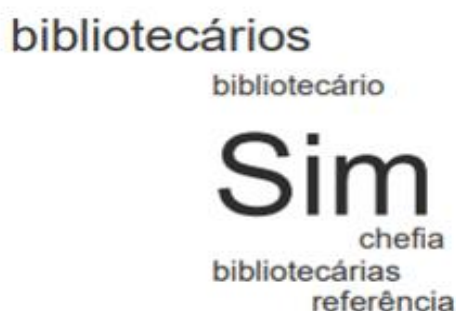 bibliotecários
bibliotecário
Sim
chefia
bibliotecárias
referência